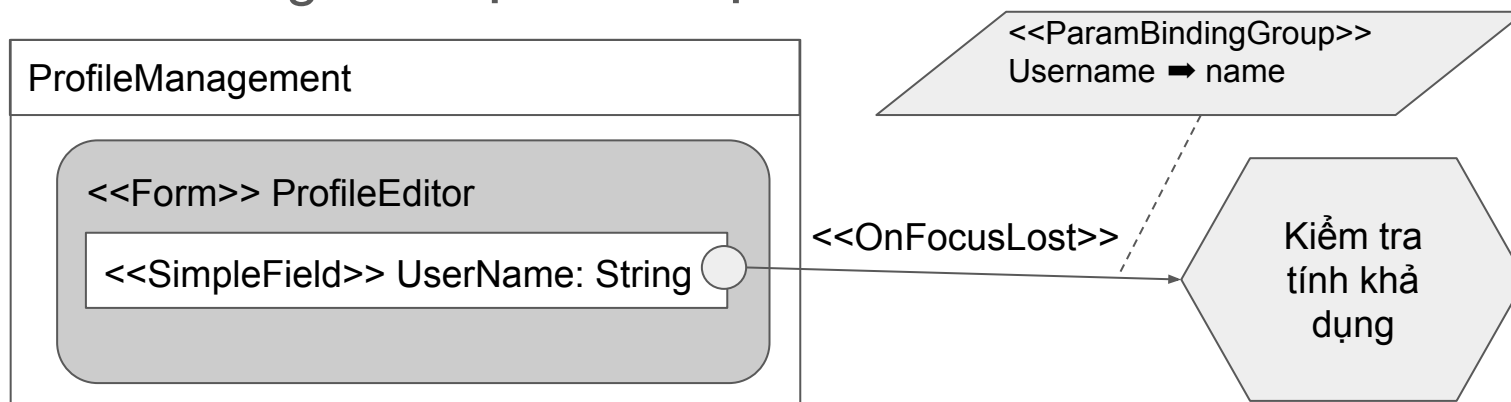 <<ParamBindingGroup>>
Username ➡ name
ProfileManagement
<<Form>> ProfileEditor
<<OnFocusLost>>
<<SimpleField>> UserName: String
Kiểm tra
tính khả
dụng